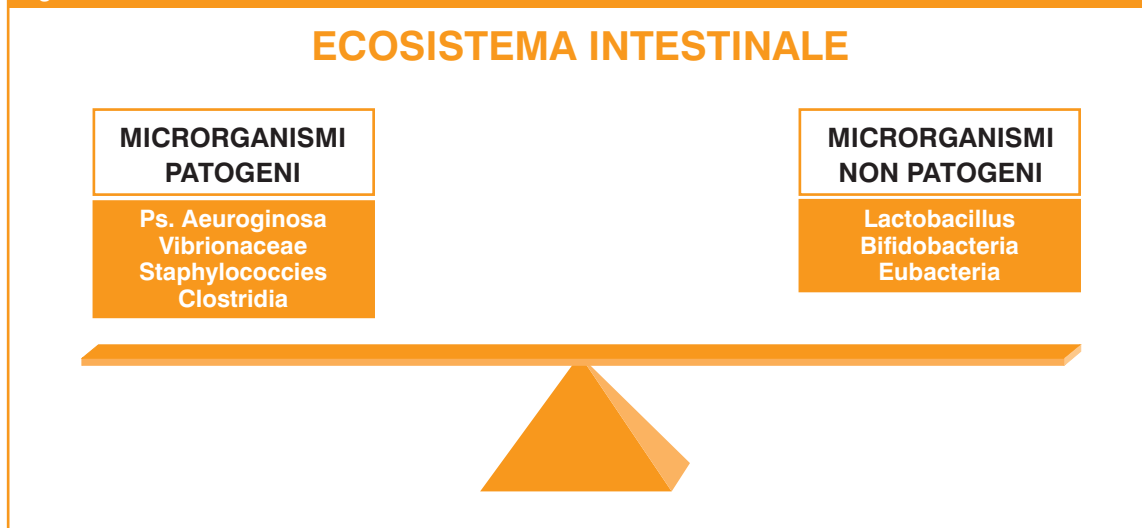 ECOSISTEMA INTESTINALE
MICRORGANISMI
PATOGENI
Ps. Aeuroginosa
Vibrionaceae
Staphylococcies
Clostridia
MICRORGANISMI
NON PATOGENI
Lactobacillus
Bifidobacteria
Eubacteria